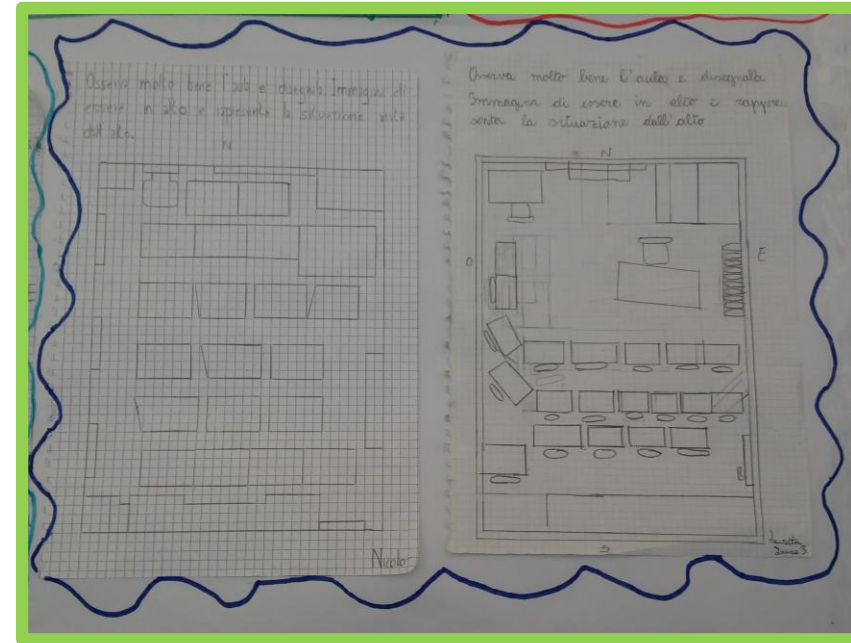 Osserva molto bene l'aula e disegnala. Immagina di
essere in alto e rapresenta la situazione vista
dall'alto.
N
Nicolò
Osserva molto bene l'aula e disegnala
Immagina di essere in alto e rappre
senta la situazione dall'alto
N
O
E
S